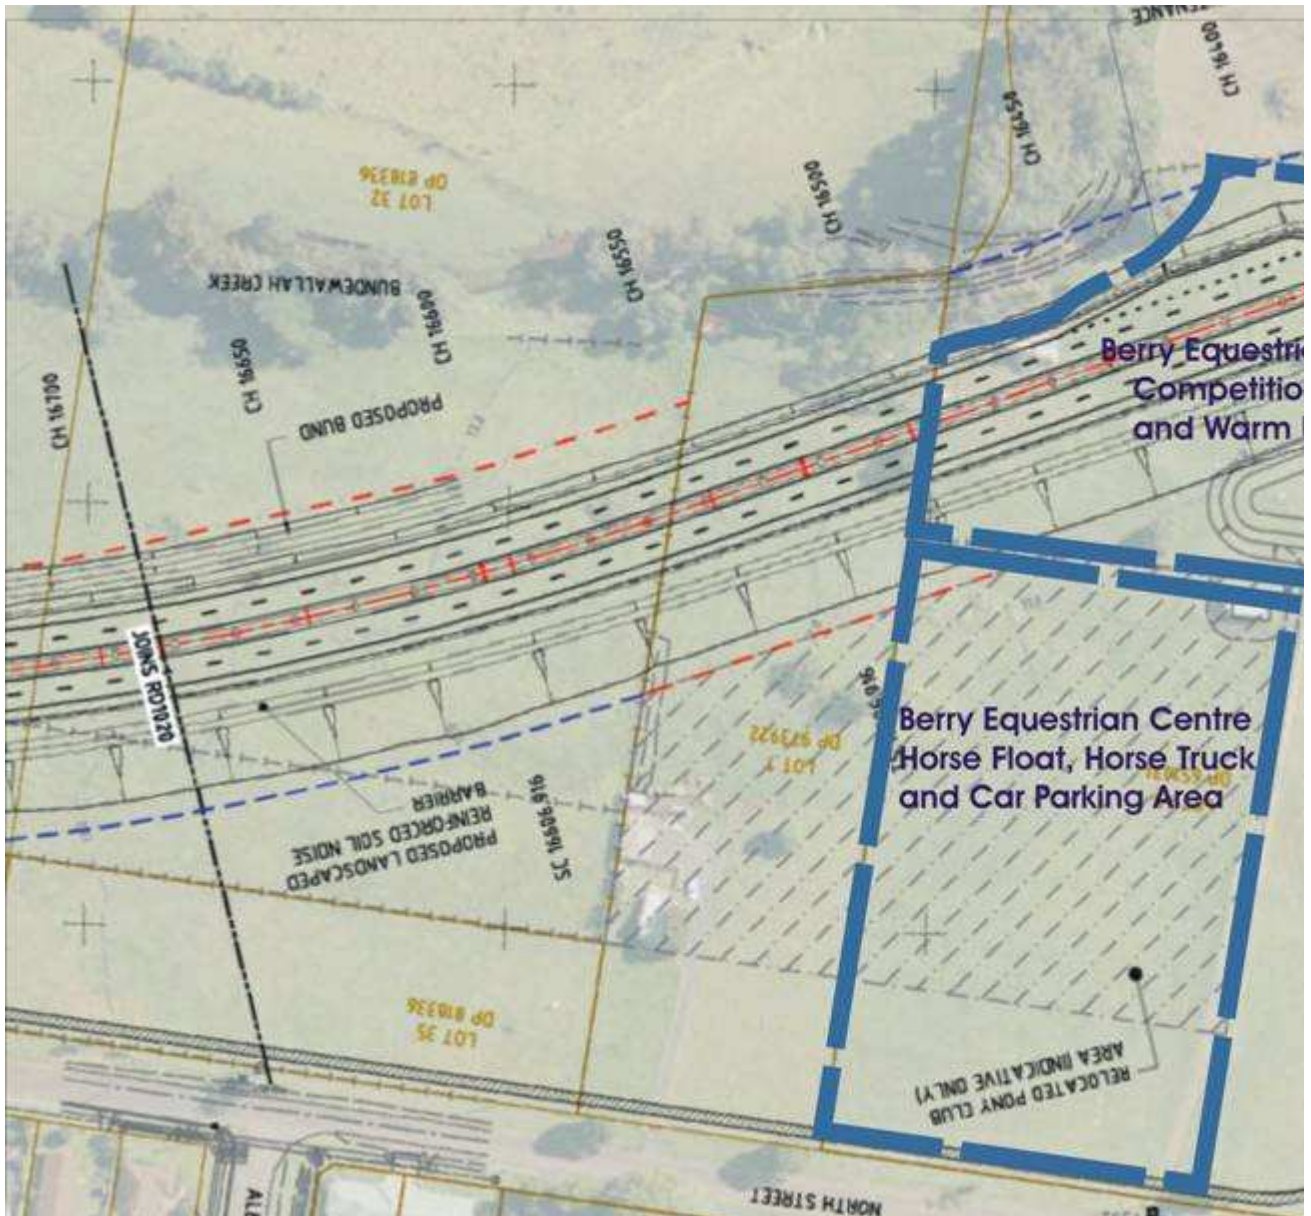 CH 16400
CH 16450
CH 16500
CH 16550
LOT 32
DP 818336
BUNDEWALLAH CREEK
CH 16600
CH 16650
CH 16700
PROPOSED BUND
Berry
Competitio
and Warm
JOINS RD1020
LOT 1
DP 973922
Berry Equestrian Centre
Horse Float, Horse Truck
and Car Parking Area
PROPOSED LANDSCAPED
REINFORCED SOIL NOISE
BARRIER
SC 16606.916
LOT 35
DP 818336
RELOCATED PONY CLUB
AREA (INDICATIVE ONLY)
NORTH STREET